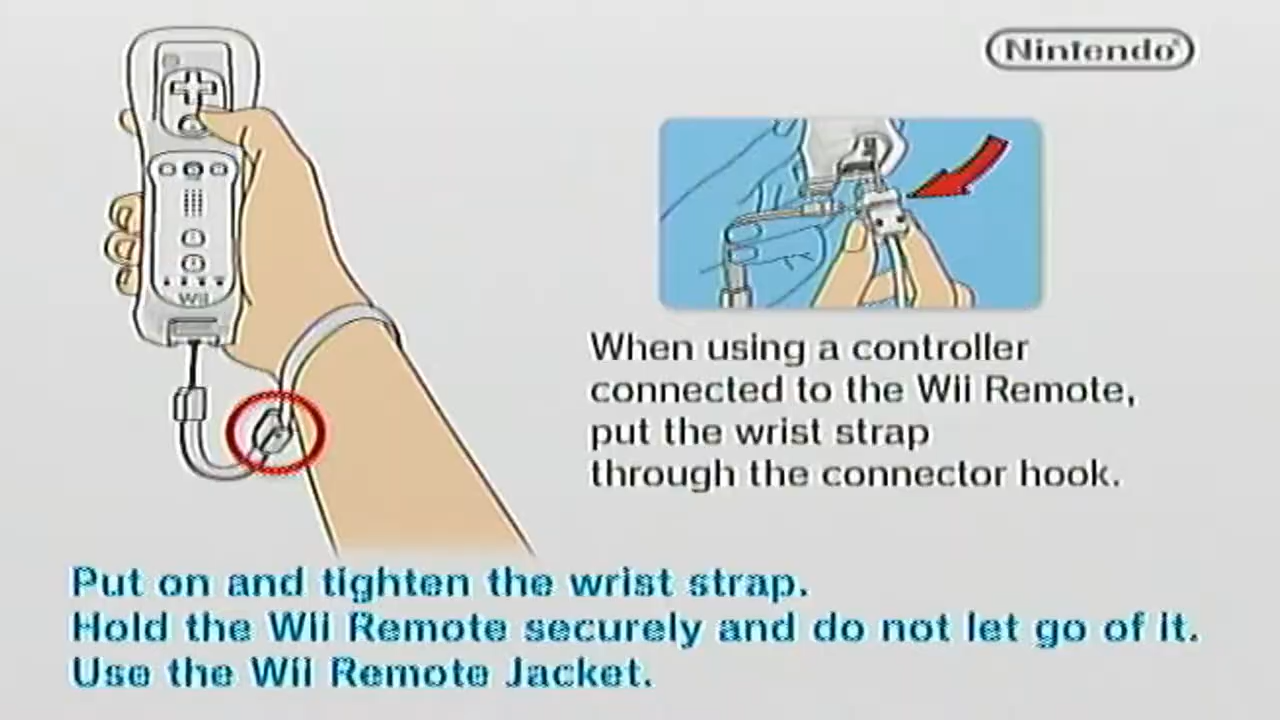 Nintendo
Wii
When using a controller
connected to the Wii Remote,
put the wrist strap
through the connector hook.
Put on and tighten the wrist strap.
Hold the Wii Remote securely and do not let go of it.
Use the Wii Remote Jacket.